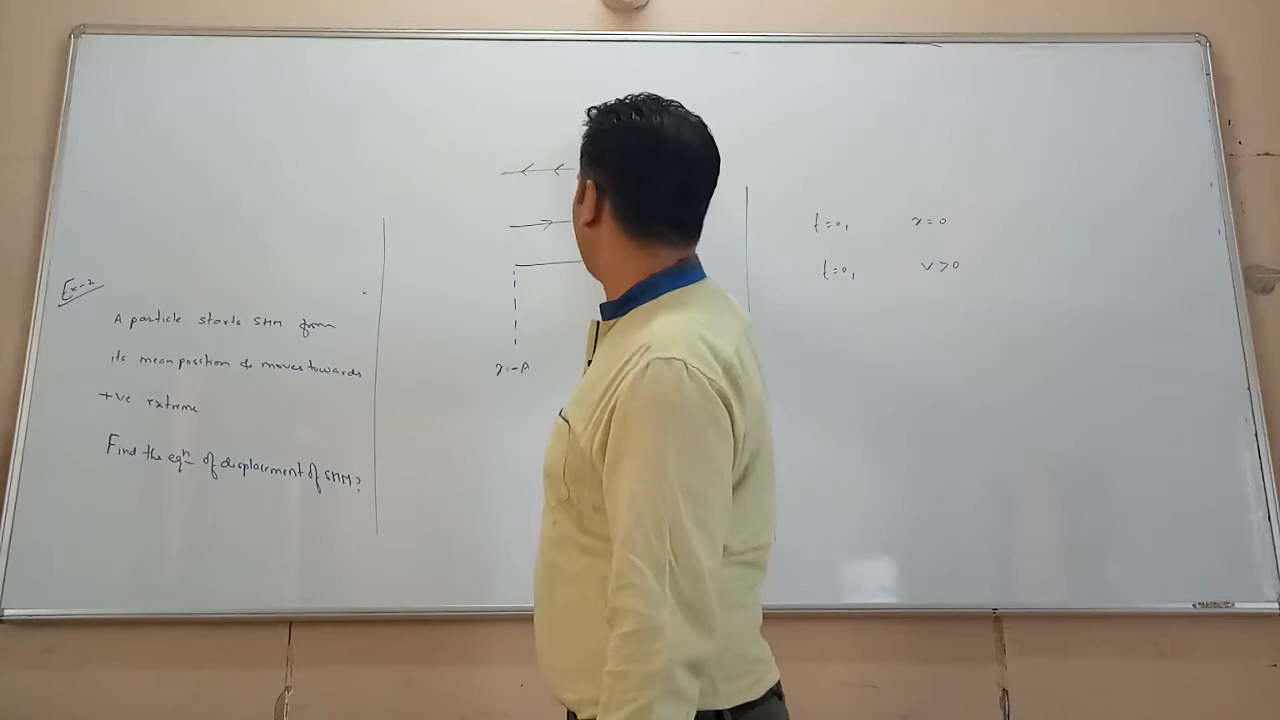 Ex-2
A particle starts SHM from
its mean position & moves towards
+ve extreme
Find the eqn of displacement of SHM?
x=-A
t=0, x=0
t=0, v>0